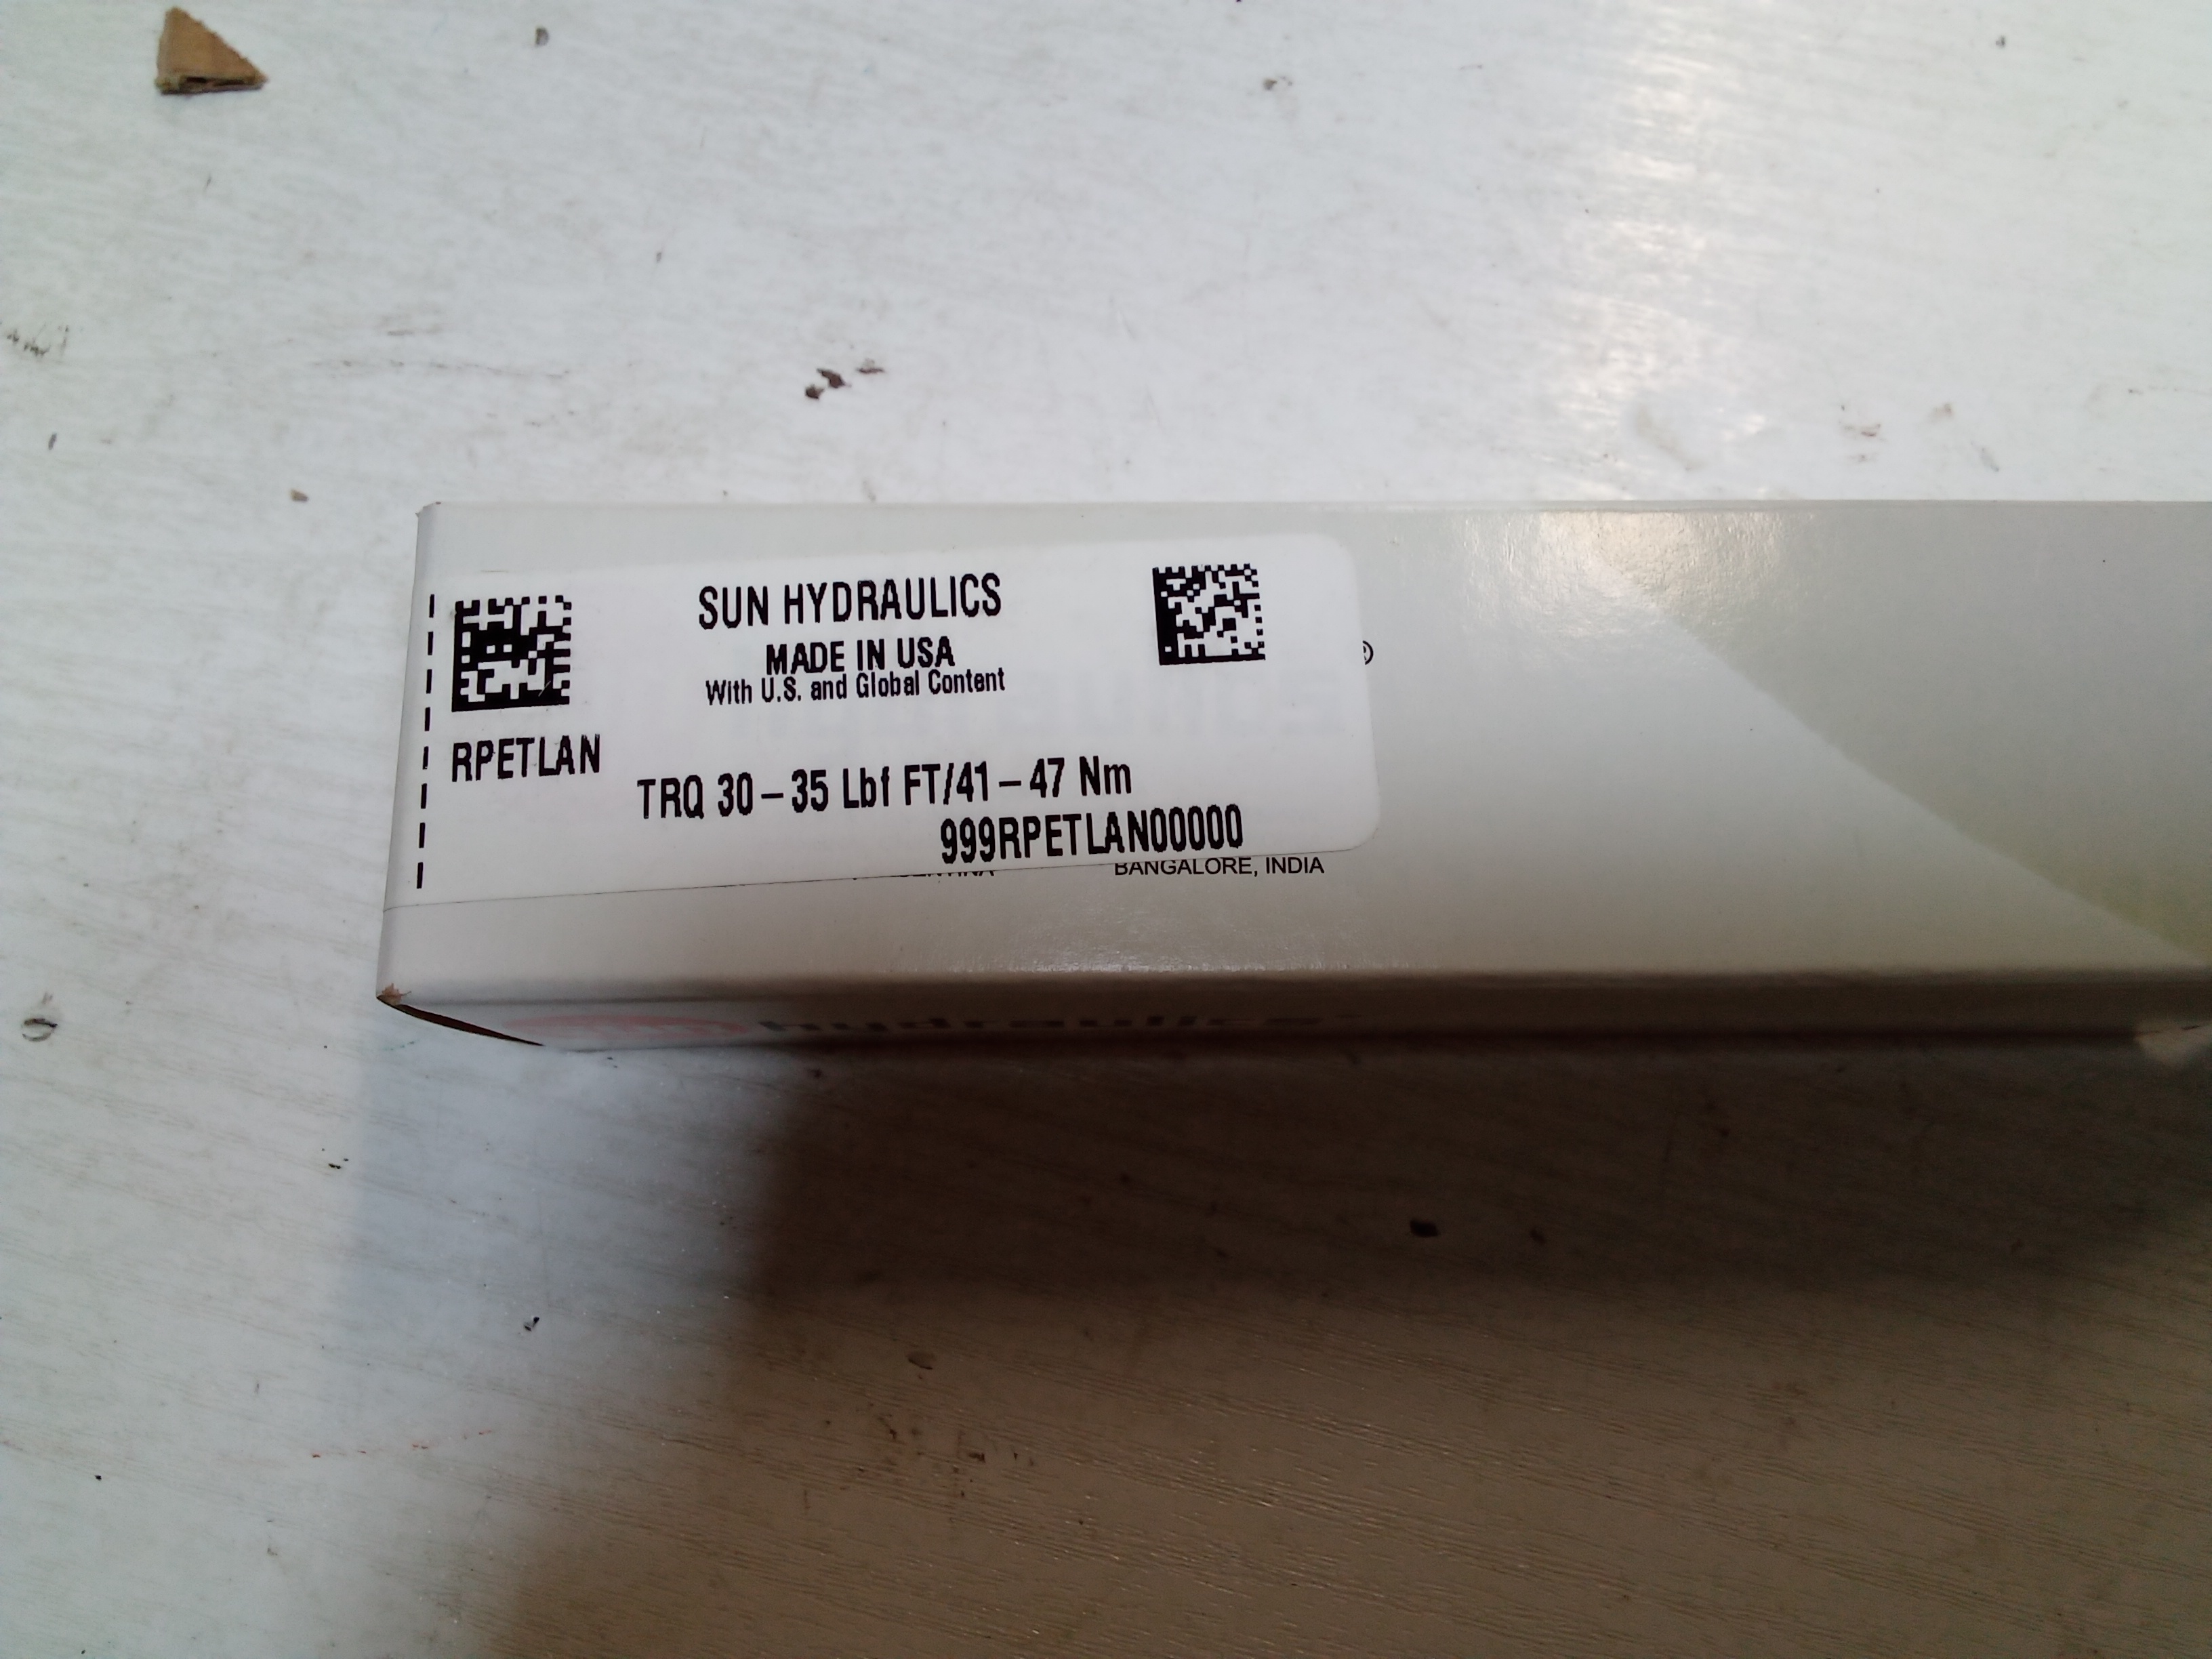 SUN HYDRAULICS
MADE IN USA
With U.S. and Global Content
®
RPETLAN
TRQ 30 – 35 Lbf FT/41 – 47 Nm
999RPETLAN00000
BANGALORE, INDIA
hydraulics